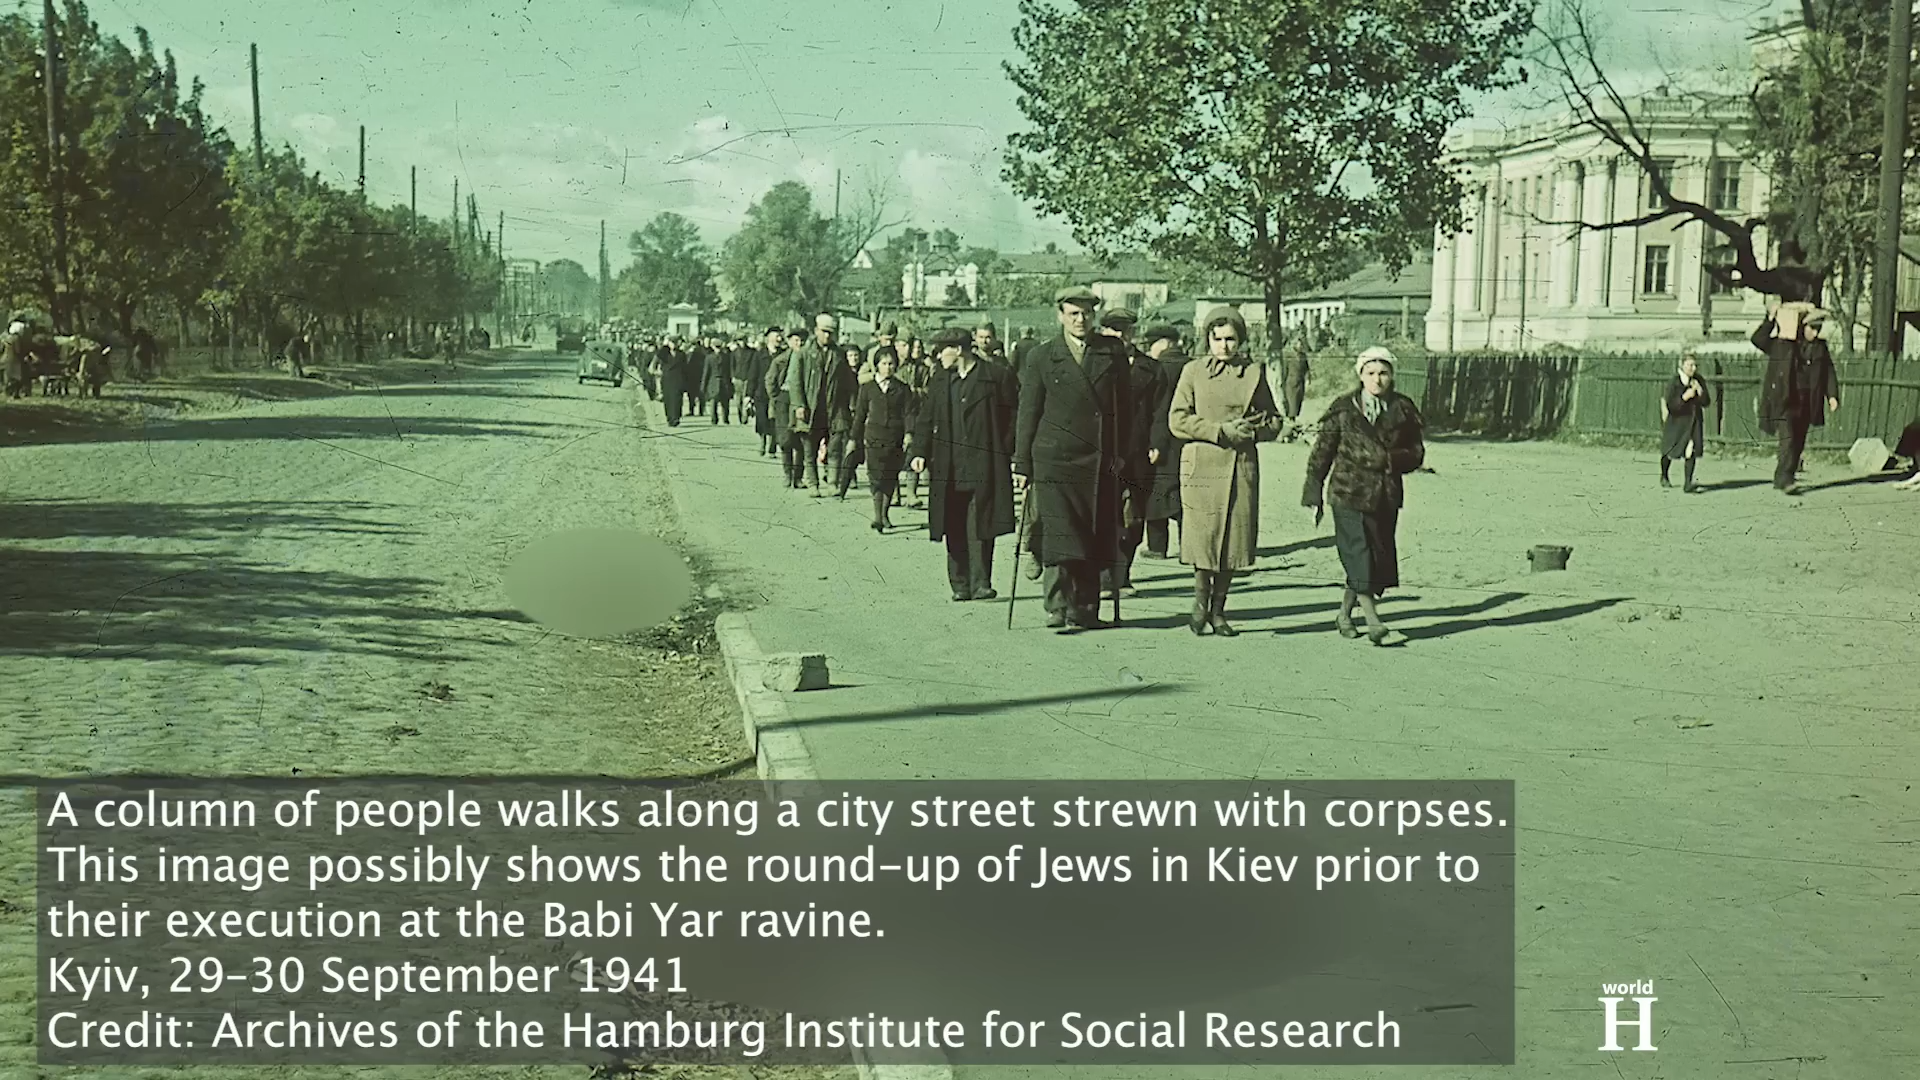 A column of people walks along a city street strewn with corpses.
This image possibly shows the round-up of Jews in Kiev prior to
their execution at the Babi Yar ravine.
Kyiv, 29-30 September 1941
Credit: Archives of the Hamburg Institute for Social Research
world
H